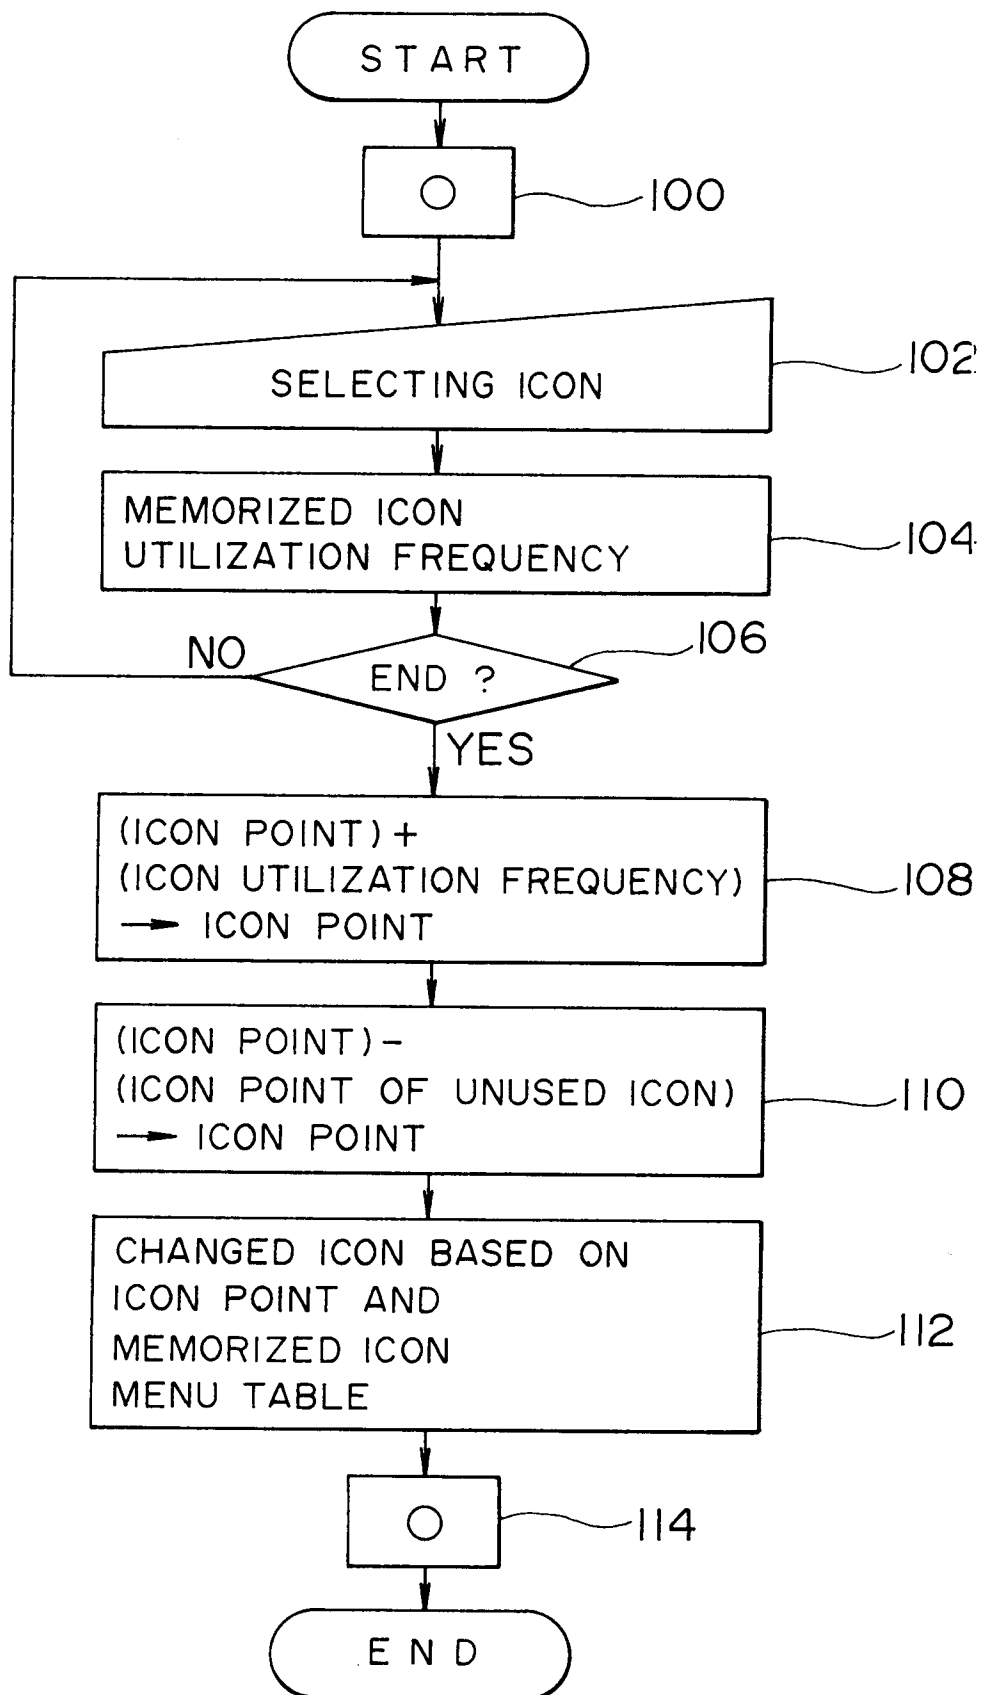 START
○
100
SELECTING ICON
102
MEMORIZED ICON
UTILIZATION FREQUENCY
104
END ?
106
NO
YES
(ICON POINT)+
(ICON UTILIZATION FREQUENCY)
→ ICON POINT
108
(ICON POINT)-
(ICON POINT OF UNUSED ICON)
→ ICON POINT
110
CHANGED ICON BASED ON
ICON POINT AND
MEMORIZED ICON
MENU TABLE
112
○
114
END